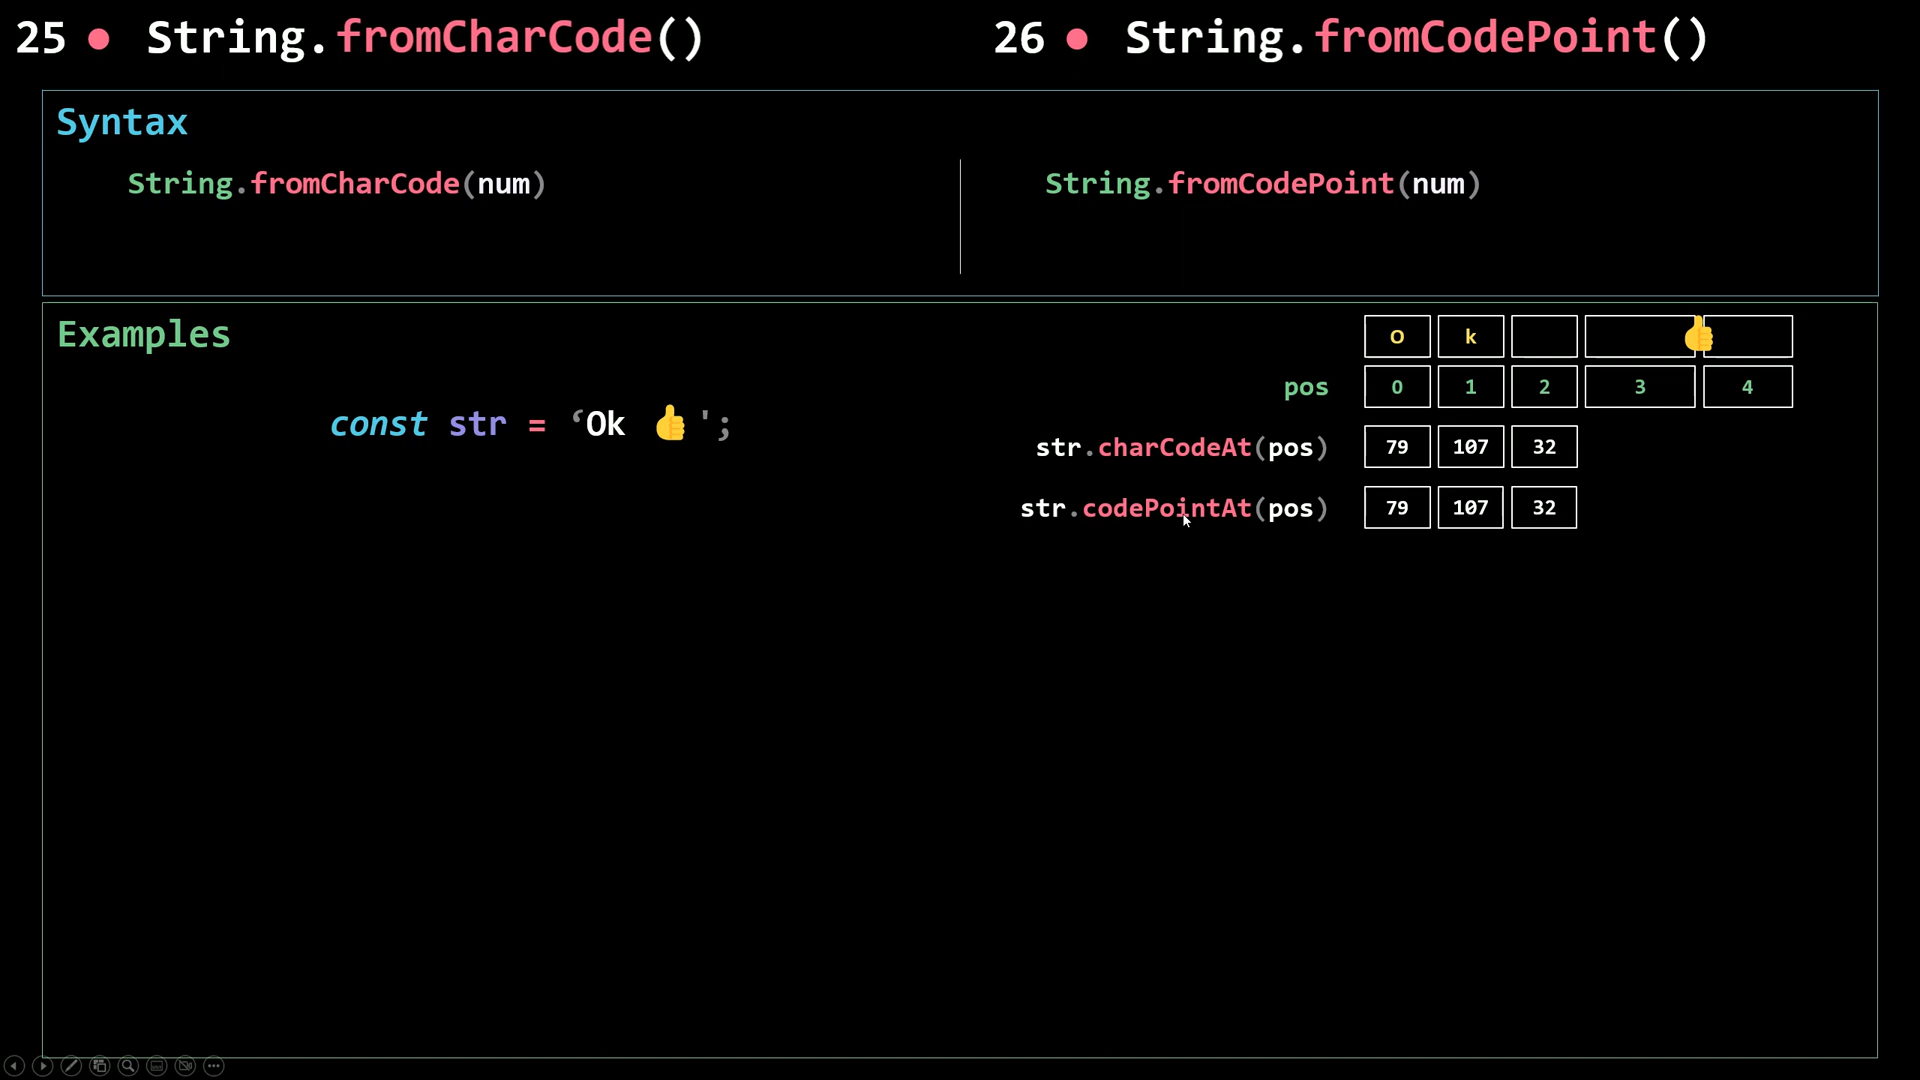 25 • String.fromCharCode()
26 • String.fromCodePoint()
Syntax
String.fromCharCode(num)
String.fromCodePoint(num)
Examples
const str = ‘Ok 👍';
O k 👍
pos 0 1 2 3 4
str.charCodeAt(pos) 79 107 32
str.codePointAt(pos) 79 107 32